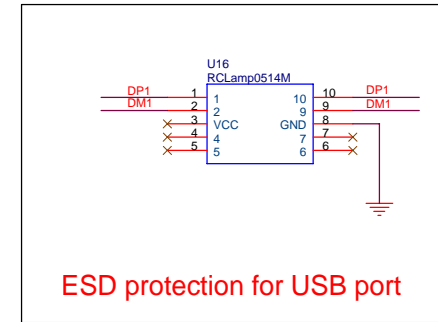 U16
RCLamp0514M
DP1 1 1 10 10 DP1
DM1 2 2 9 9 DM1
3 VCC GND 8
4 4 7 7
5 5 6 6
ESD protection for USB port